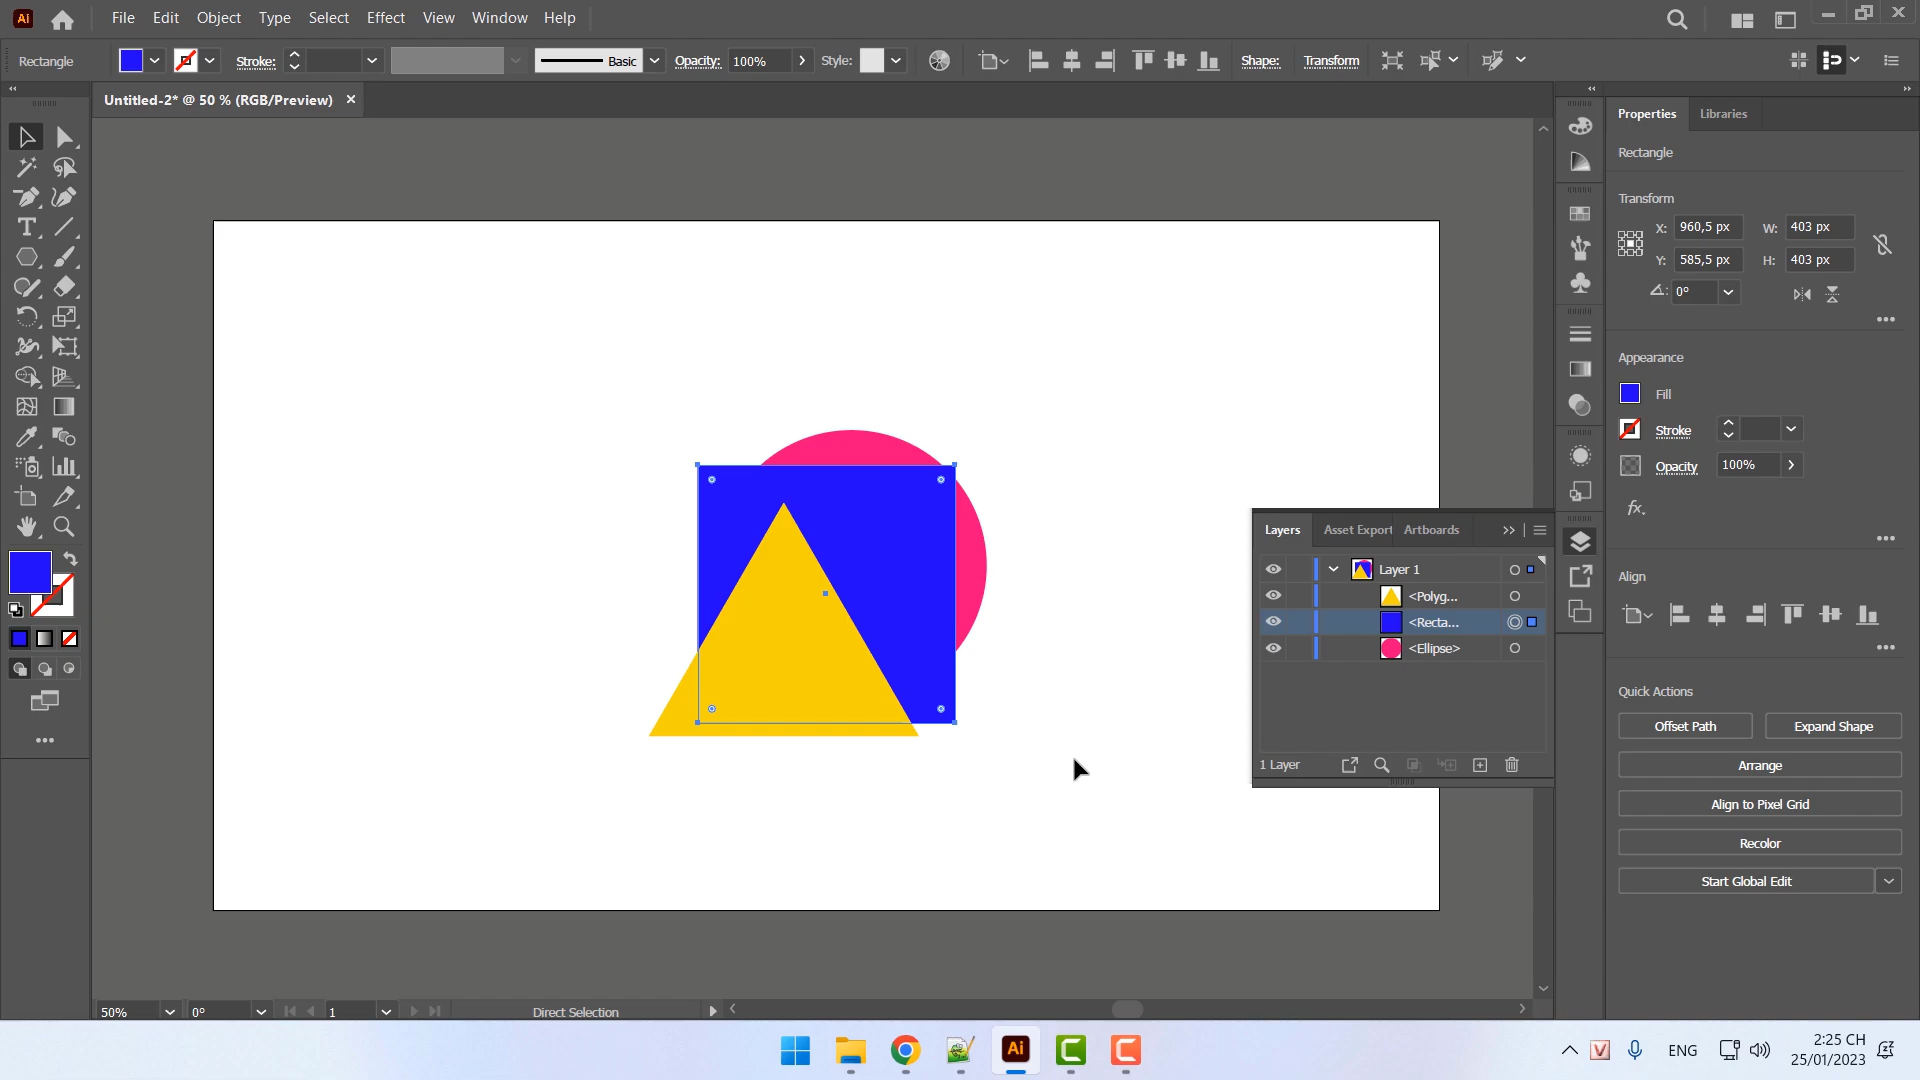 Ai File Edit Object Type Select Effect View Window Help
Rectangle Stroke: Basic Opacity: 100% Style: Shape: Transform
Untitled-2* @ 50 % (RGB/Preview)
Properties Libraries
Rectangle
Transform
X: 960,5 px W: 403 px
Y: 585,5 px H: 403 px
0°
Appearance
Fill
Stroke
Opacity 100%
fx.
Align
Quick Actions
Offset Path Expand Shape
Arrange
Align to Pixel Grid
Recolor
Start Global Edit
Layers Asset Export Artboards
Layer 1
<Polyg...
<Recta...
<Ellipse>
1 Layer
50% 0° 1 Direct Selection
Ai
V ENG 2:25 CH
25/01/2023